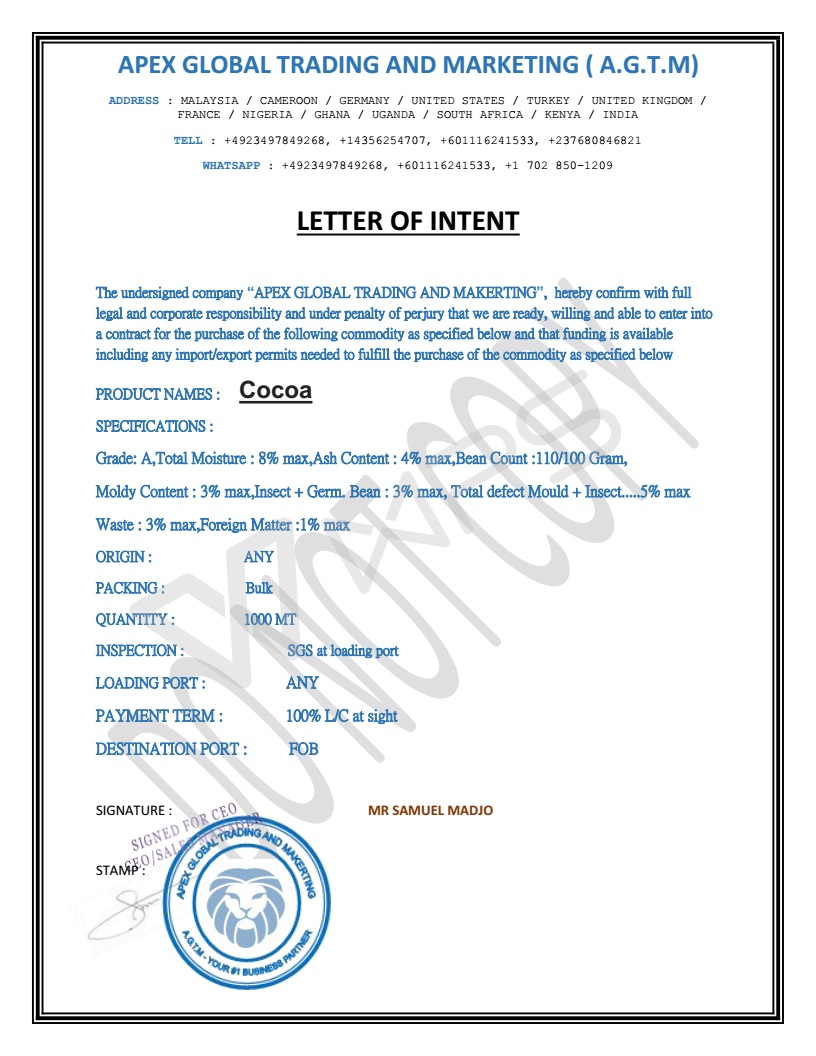 APEX GLOBAL TRADING AND MARKETING ( A.G.T.M)
ADDRESS : MALAYSIA / CAMEROON / GERMANY / UNITED STATES / TURKEY / UNITED KINGDOM /
FRANCE / NIGERIA / GHANA / UGANDA / SOUTH AFRICA / KENYA / INDIA
TELL : +4923497849268, +14356254707, +601116241533, +237680846821
WHATSAPP : +4923497849268, +601116241533, +1 702 850-1209
LETTER OF INTENT
The undersigned company “APEX GLOBAL TRADING AND MAKERTING”, hereby confirm with full
legal and corporate responsibility and under penalty of perjury that we are ready, willing and able to enter into
a contract for the purchase of the following commodity as specified below and that funding is available
including any import/export permits needed to fulfill the purchase of the commodity as specified below
PRODUCT NAMES : Cocoa
SPECIFICATIONS :
Grade: A,Total Moisture : 8% max,Ash Content : 4% max,Bean Count :110/100 Gram,
Moldy Content : 3% max,Insect + Germ. Bean : 3% max, Total defect Mould + Insect.....5% max
Waste : 3% max,Foreign Matter :1% max
ORIGIN : ANY
PACKING : Bulk
QUANTITY : 1000 MT
INSPECTION : SGS at loading port
LOADING PORT : ANY
PAYMENT TERM : 100% L/C at sight
DESTINATION PORT : FOB
DO NOT COPY
SIGNATURE : MR SAMUEL MADJO
SIGNED FOR CEO
CEO/SALES MANAGER
STAMP :
APEX GLOBAL TRADING AND MAKERTING
A.G.T.M - YOUR #1 BUSINESS PARTNER